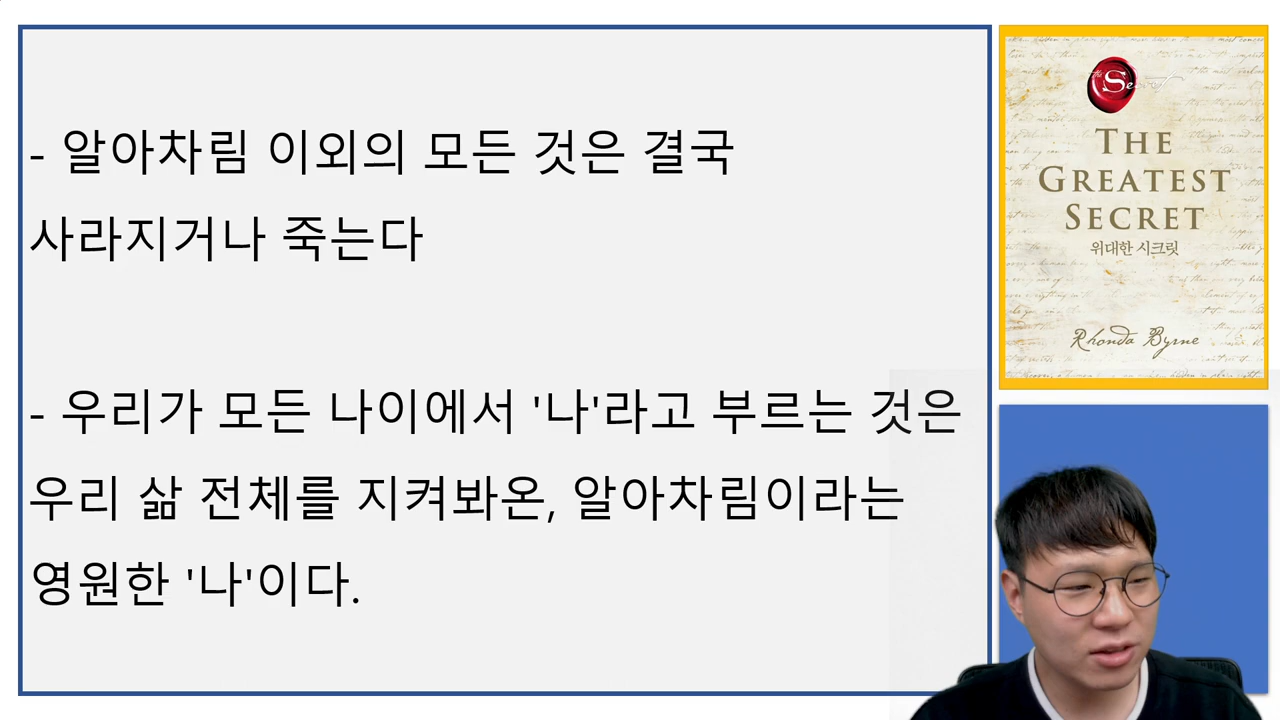 - 알아차림 이외의 모든 것은 결국
사라지거나 죽는다
- 우리가 모든 나이에서 '나'라고 부르는 것은
우리 삶 전체를 지켜봐온, 알아차림이라는
영원한 '나'이다.
The Secret
THE
GREATEST
SECRET
위대한 시크릿
Rhonda Byrne